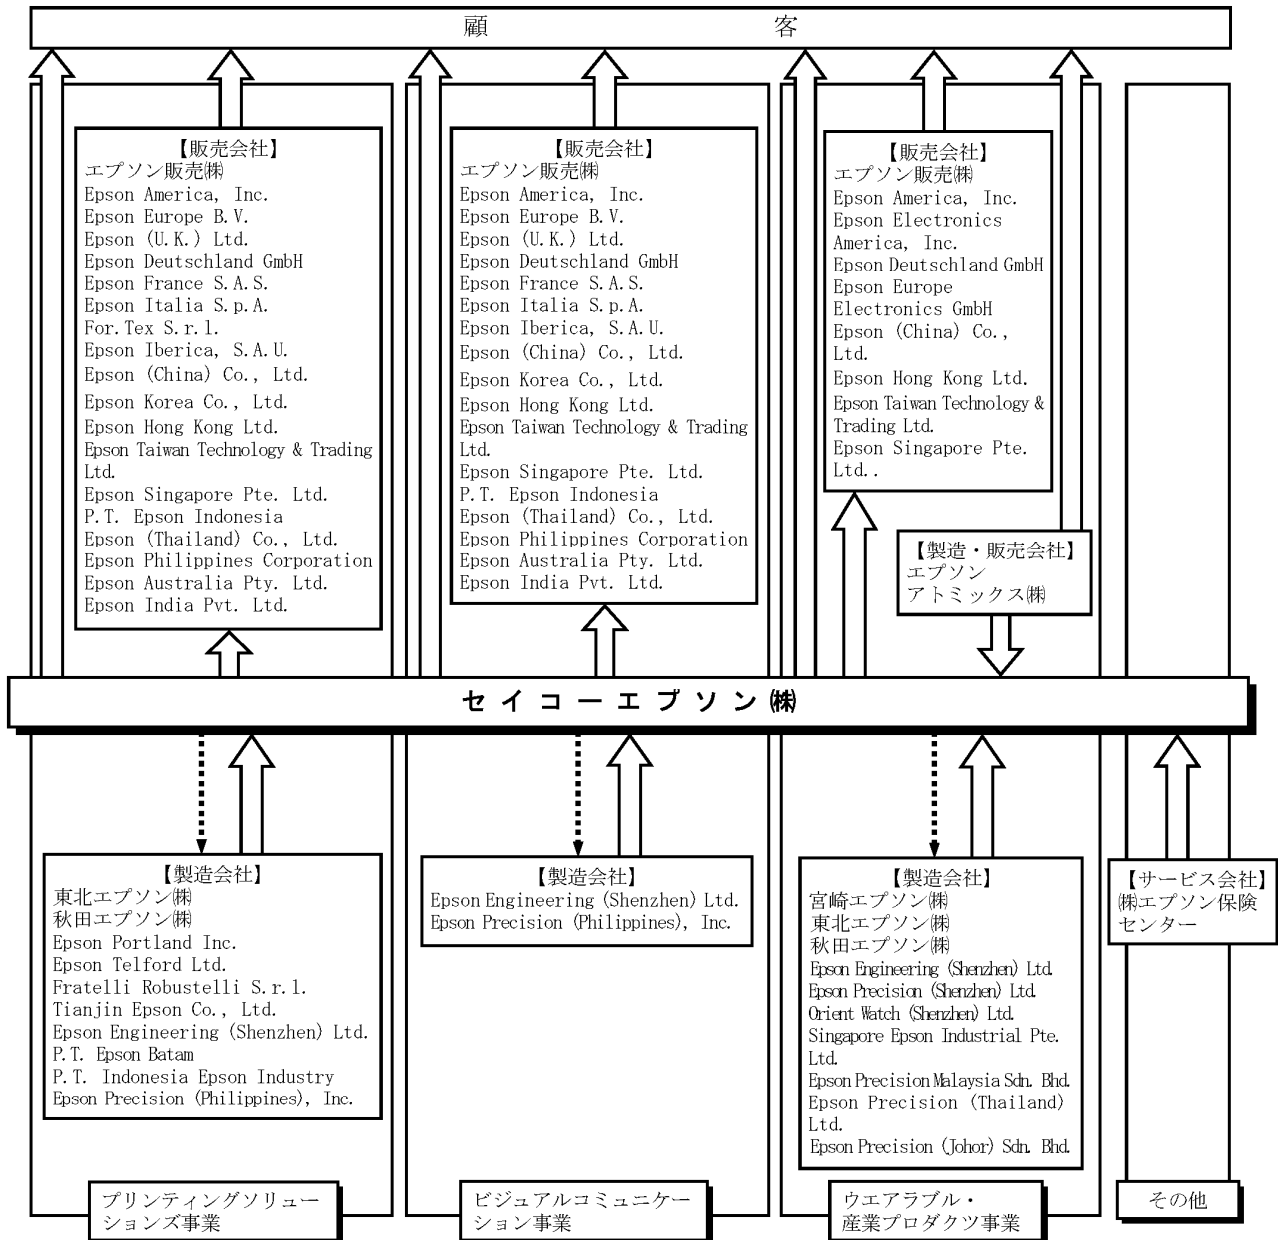 顧客
【販売会社】
エプソン販売㈱
Epson America, Inc.
Epson Europe B.V.
Epson (U.K.) Ltd.
Epson Deutschland GmbH
Epson France S.A.S.
Epson Italia S.p.A.
For.Tex S.r.l.
Epson Iberica, S.A.U.
Epson (China) Co., Ltd.
Epson Korea Co., Ltd.
Epson Hong Kong Ltd.
Epson Taiwan Technology & Trading
Ltd.
Epson Singapore Pte. Ltd.
P.T. Epson Indonesia
Epson (Thailand) Co., Ltd.
Epson Philippines Corporation
Epson Australia Pty. Ltd.
Epson India Pvt. Ltd.
【販売会社】
エプソン販売㈱
Epson America, Inc.
Epson Europe B.V.
Epson (U.K.) Ltd.
Epson Deutschland GmbH
Epson France S.A.S.
Epson Italia S.p.A.
Epson Iberica, S.A.U.
Epson (China) Co., Ltd.
Epson Korea Co., Ltd.
Epson Hong Kong Ltd.
Epson Taiwan Technology & Trading
Ltd.
Epson Singapore Pte. Ltd.
P.T. Epson Indonesia
Epson (Thailand) Co., Ltd.
Epson Philippines Corporation
Epson Australia Pty. Ltd.
Epson India Pvt. Ltd.
【販売会社】
エプソン販売㈱
Epson America, Inc.
Epson Electronics
America, Inc.
Epson Deutschland GmbH
Epson Europe
Electronics GmbH
Epson (China) Co.,
Ltd.
Epson Hong Kong Ltd.
Epson Taiwan Technology &
Trading Ltd.
Epson Singapore Pte.
Ltd..
【製造・販売会社】
エプソン
アトミックス㈱
セイコーエプソン㈱
【製造会社】
東北エプソン㈱
秋田エプソン㈱
Epson Portland Inc.
Epson Telford Ltd.
Fratelli Robustelli S.r.l.
Tianjin Epson Co., Ltd.
Epson Engineering (Shenzhen) Ltd.
P.T. Epson Batam
P.T. Indonesia Epson Industry
Epson Precision (Philippines), Inc.
【製造会社】
Epson Engineering (Shenzhen) Ltd.
Epson Precision (Philippines), Inc.
【製造会社】
宮崎エプソン㈱
東北エプソン㈱
秋田エプソン㈱
Epson Engineering (Shenzhen) Ltd.
Epson Precision (Shenzhen) Ltd.
Orient Watch (Shenzhen) Ltd.
Singapore Epson Industrial Pte.
Ltd.
Epson Precision Malaysia Sdn. Bhd.
Epson Precision (Thailand)
Ltd.
Epson Precision (Johor) Sdn. Bhd.
【サービス会社】
㈱エプソン保険
センター
プリンティングソリュー
ションズ事業
ビジュアルコミュニケー
ション事業
ウエアラブル・
産業プロダクツ事業
その他